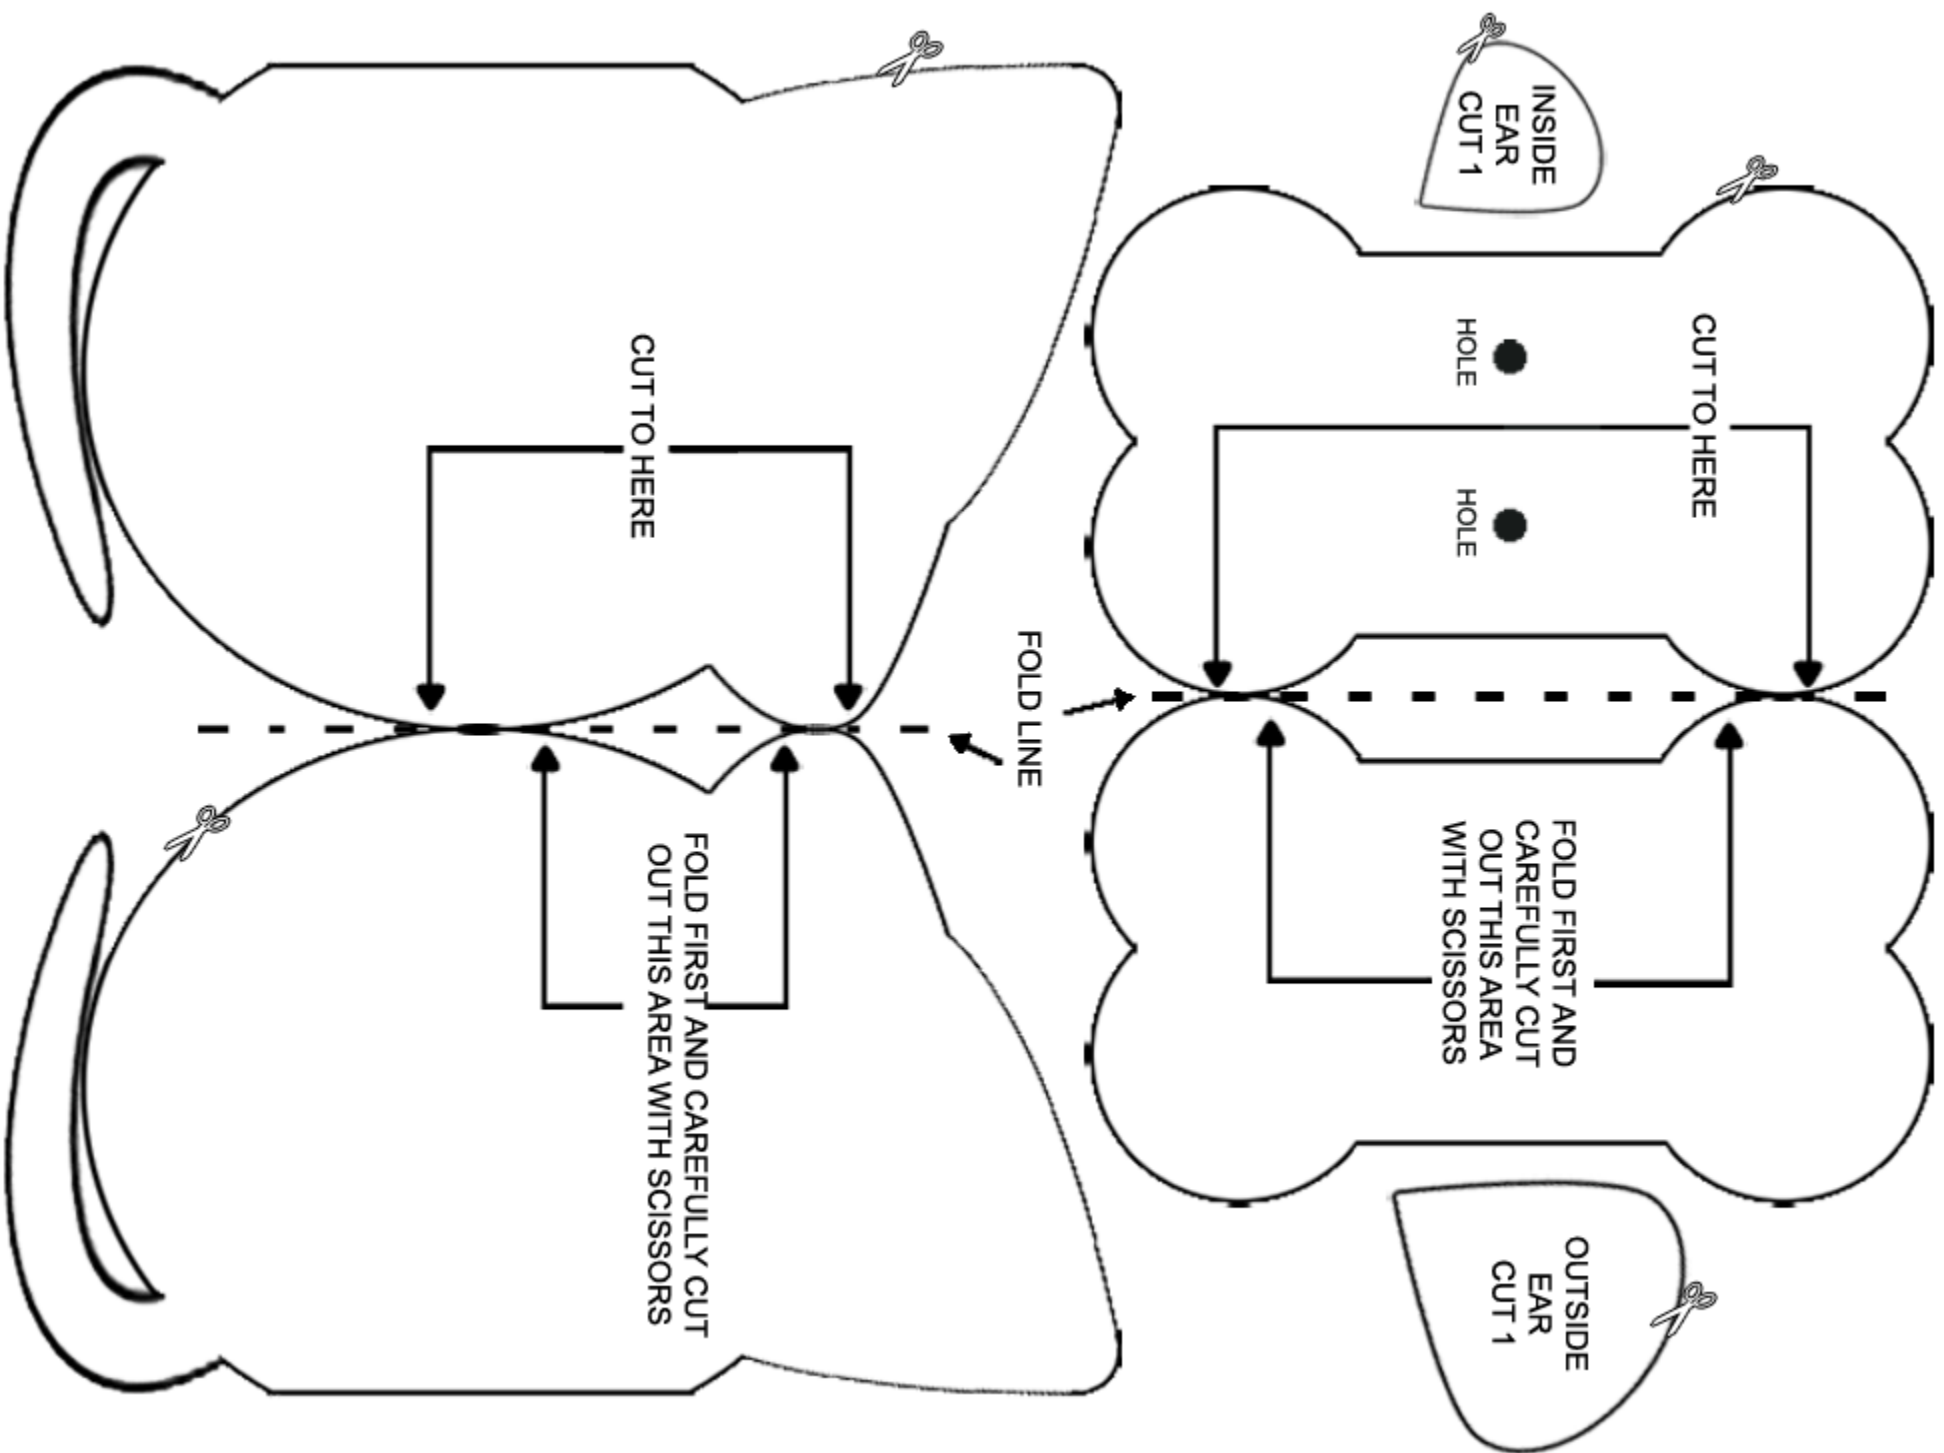 INSIDE
EAR
CUT 1
HOLE
HOLE
CUT TO HERE
CUT TO HERE
FOLD LINE
FOLD FIRST AND
CAREFULLY CUT
OUT THIS AREA
WITH SCISSORS
FOLD FIRST AND CAREFULLY CUT
OUT THIS AREA WITH SCISSORS
OUTSIDE
EAR
CUT 1